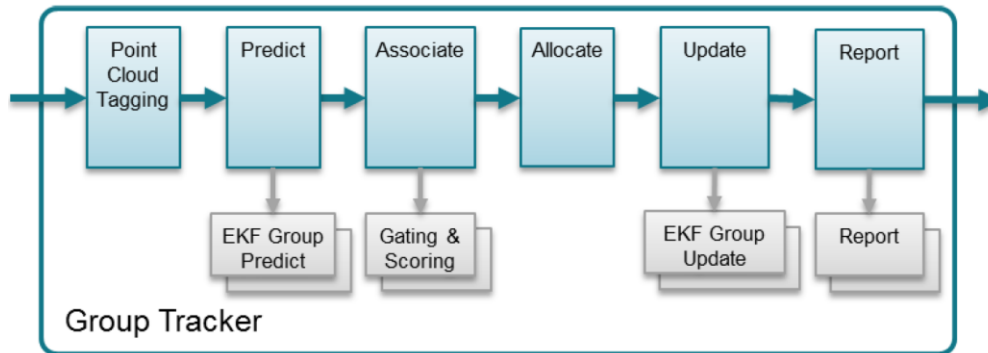 Point
Cloud
Tagging
Predict
Associate
Allocate
Update
Report
EKF Group
Predict
Gating &
Scoring
EKF Group
Update
Report
Group Tracker